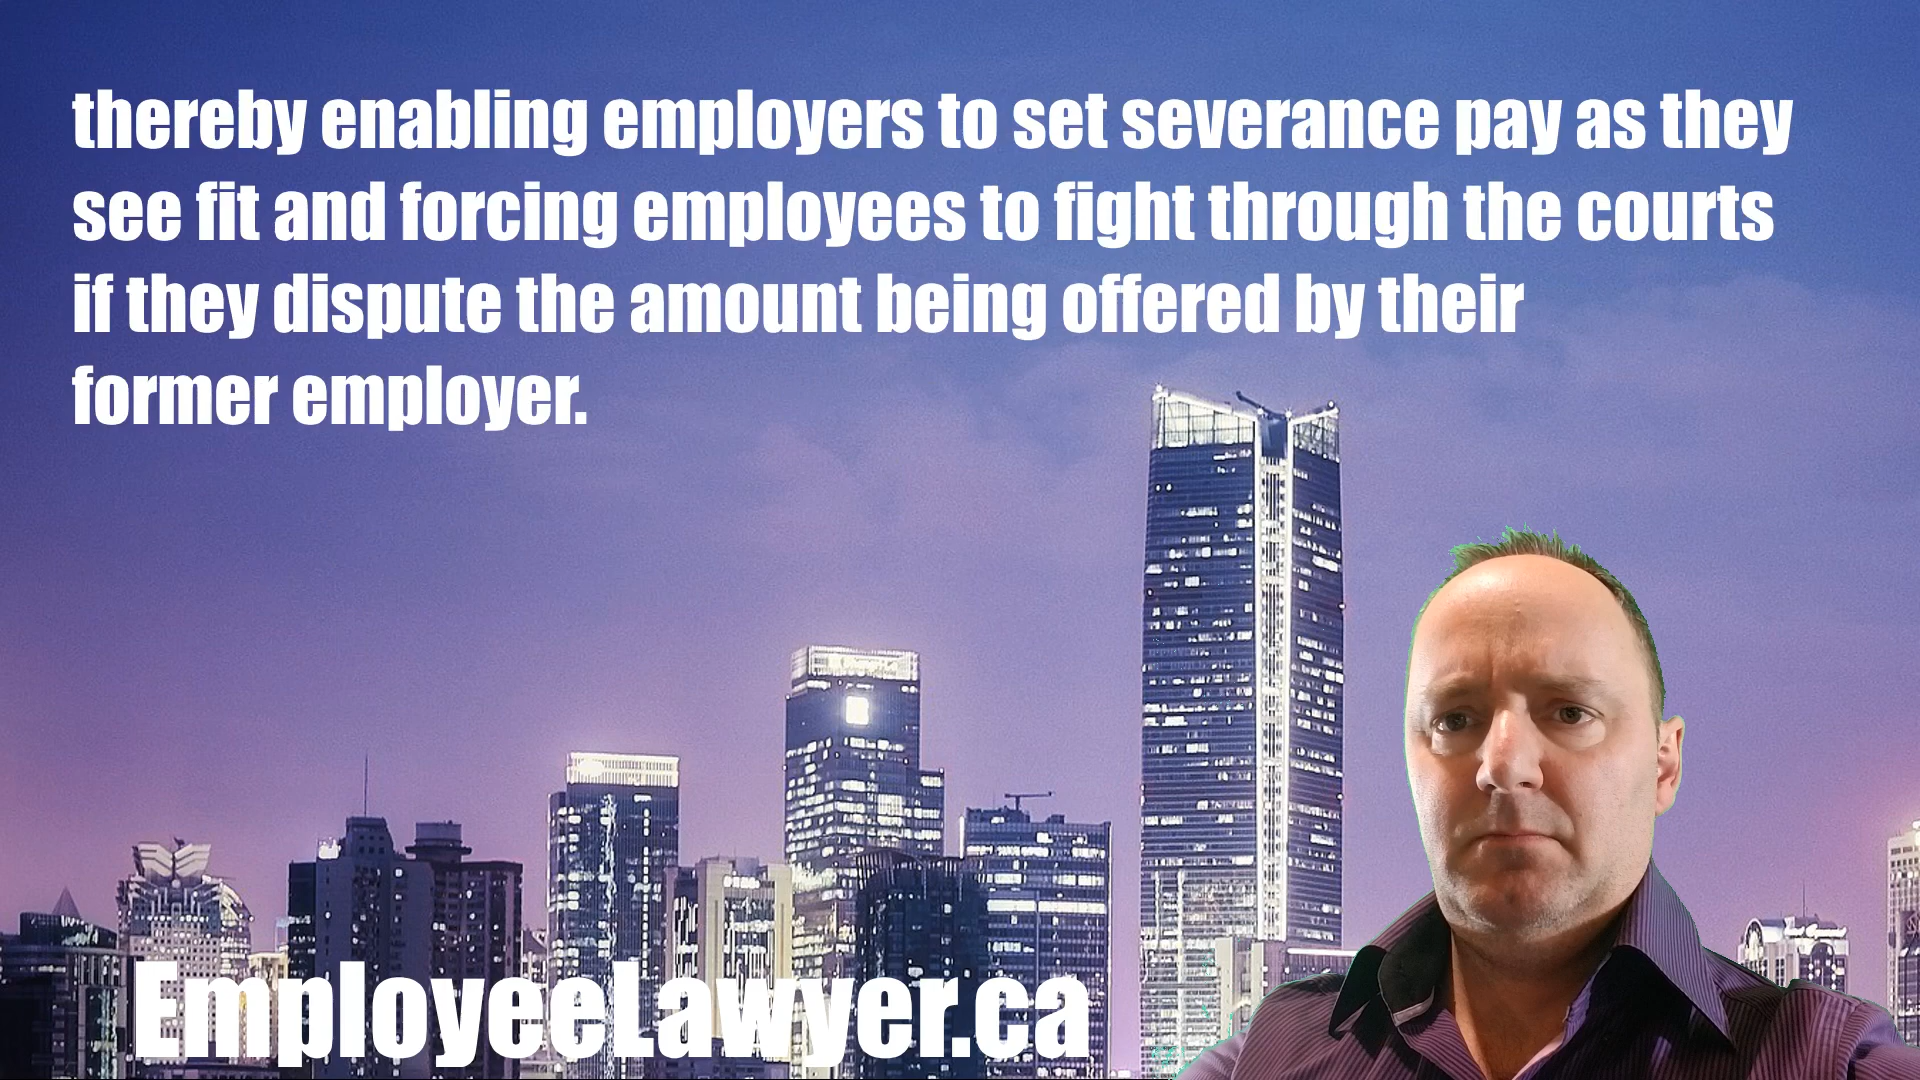 thereby enabling employers to set severance pay as they
see fit and forcing employees to fight through the courts
if they dispute the amount being offered by their
former employer.
EmployeeLawyer.ca